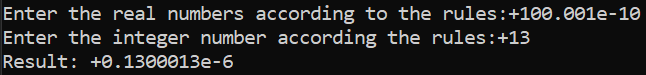 Enter the real numbers according to the rules:+100.001e-10
Enter the integer number according the rules:+13
Result: +0.1300013e-6